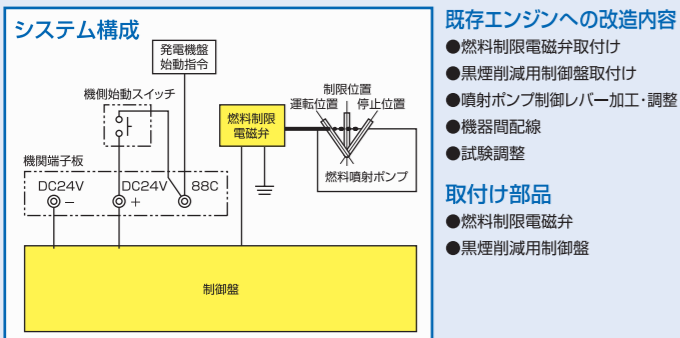 システム構成
発電機盤
始動指令
機側始動スイッチ
燃料制限
電磁弁
制限位置
運転位置
停止位置
燃料噴射ポンプ
機関端子板
DC24V
DC24V
88C
−
+
制御盤
既存エンジンへの改造内容
●燃料制限電磁弁取付け
●黒煙削減用制御盤取付け
●噴射ポンプ制御レバー加工・調整
●機器間配線
●試験調整
取付け部品
●燃料制限電磁弁
●黒煙削減用制御盤